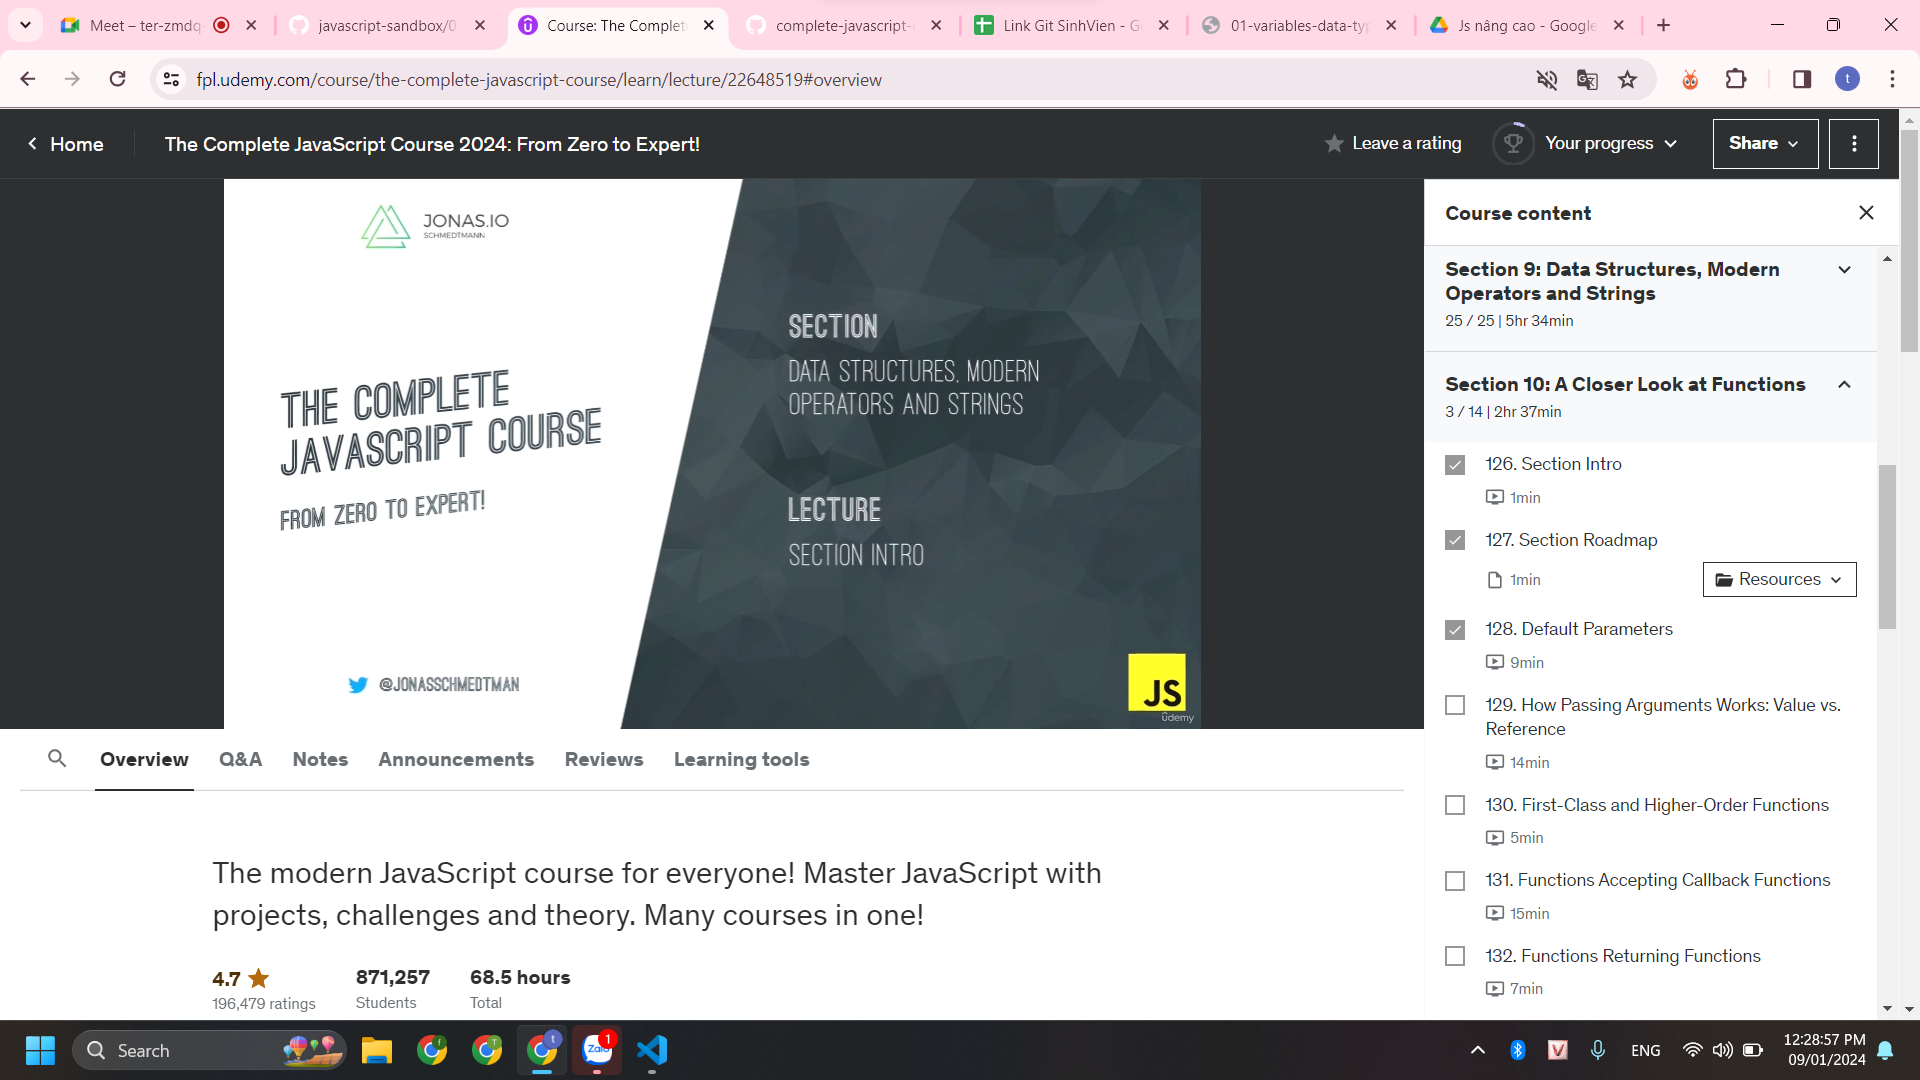 Meet – ter-zmdq
javascript-sandbox/0
Course: The Complet
complete-javascript-
Link Git SinhVien - G
01-variables-data-typ
Js nâng cao - Google
fpl.udemy.com/course/the-complete-javascript-course/learn/lecture/22648519#overview
t
Home
The Complete JavaScript Course 2024: From Zero to Expert!
Leave a rating
Your progress
Share
JONAS.IO
SCHMEDTMANN
THE COMPLETE
JAVASCRIPT COURSE
FROM ZERO TO EXPERT!
@JONASSCHMEDTMAN
SECTION
DATA STRUCTURES, MODERN
OPERATORS AND STRINGS
LECTURE
SECTION INTRO
JS
ûdemy
Course content
Section 9: Data Structures, Modern
Operators and Strings
25 / 25 | 5hr 34min
Section 10: A Closer Look at Functions
3 / 14 | 2hr 37min
126. Section Intro
1min
127. Section Roadmap
1min
Resources
128. Default Parameters
9min
129. How Passing Arguments Works: Value vs.
Reference
14min
130. First-Class and Higher-Order Functions
5min
131. Functions Accepting Callback Functions
15min
132. Functions Returning Functions
7min
Overview
Q&A
Notes
Announcements
Reviews
Learning tools
The modern JavaScript course for everyone! Master JavaScript with
projects, challenges and theory. Many courses in one!
4.7
196,479 ratings
871,257
Students
68.5 hours
Total
Search
f
T
t
Zalo
1
V
ENG
12:28:57 PM
09/01/2024